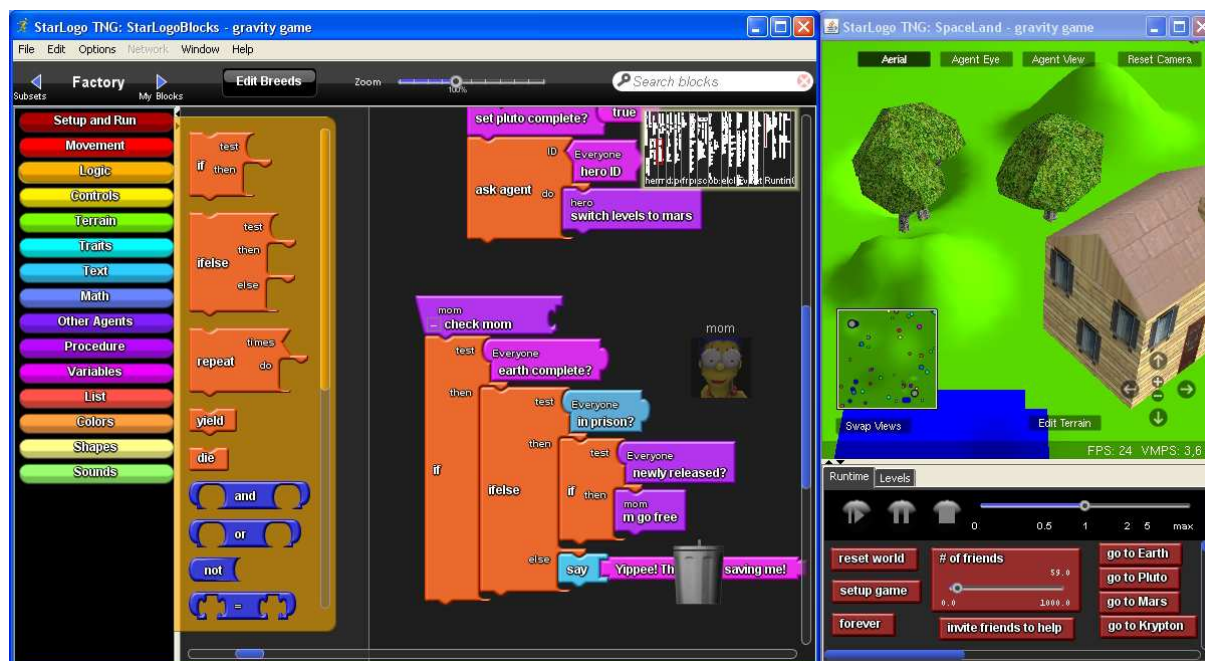 StarLogo TNG: StarLogoBlocks - gravity game
File Edit Options Network Window Help
Subsets
Factory
My Blocks
Edit Breeds
Zoom
100%
Search blocks
Setup and Run
Movement
Logic
Controls
Terrain
Traits
Text
Math
Other Agents
Procedure
Variables
List
Colors
Shapes
Sounds
test
if then
test
then
ifelse
else
times
repeat do
yield
die
and
or
not
=
set pluto complete? true
ID Everyone
hero ID
ask agent do
hero
switch levels to mars
mom
check mom
test Everyone
earth complete?
then
test Everyone
in prison?
then
test Everyone
newly released?
if
ifelse
if then
mom
m go free
else
say Yippee! saving me!
mom
StarLogo TNG: SpaceLand - gravity game
Aerial Agent Eye Agent View Reset Camera
Swap Views
Edit Terrain
FPS: 24 VMPS: 3,6
Runtime Levels
0 0.5 1 2 5 max
reset world
setup game
forever
# of friends
59.0
0.0 1000.0
invite friends to help
go to Earth
go to Pluto
go to Mars
go to Krypton